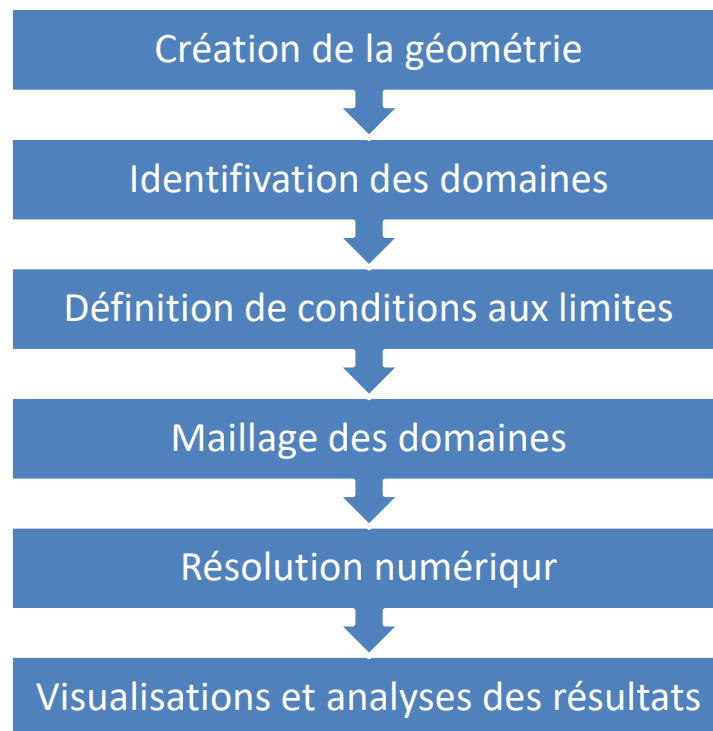 Création de la géométrie
Identifivation des domaines
Définition de conditions aux limites
Maillage des domaines
Résolution numériqur
Visualisations et analyses des résultats